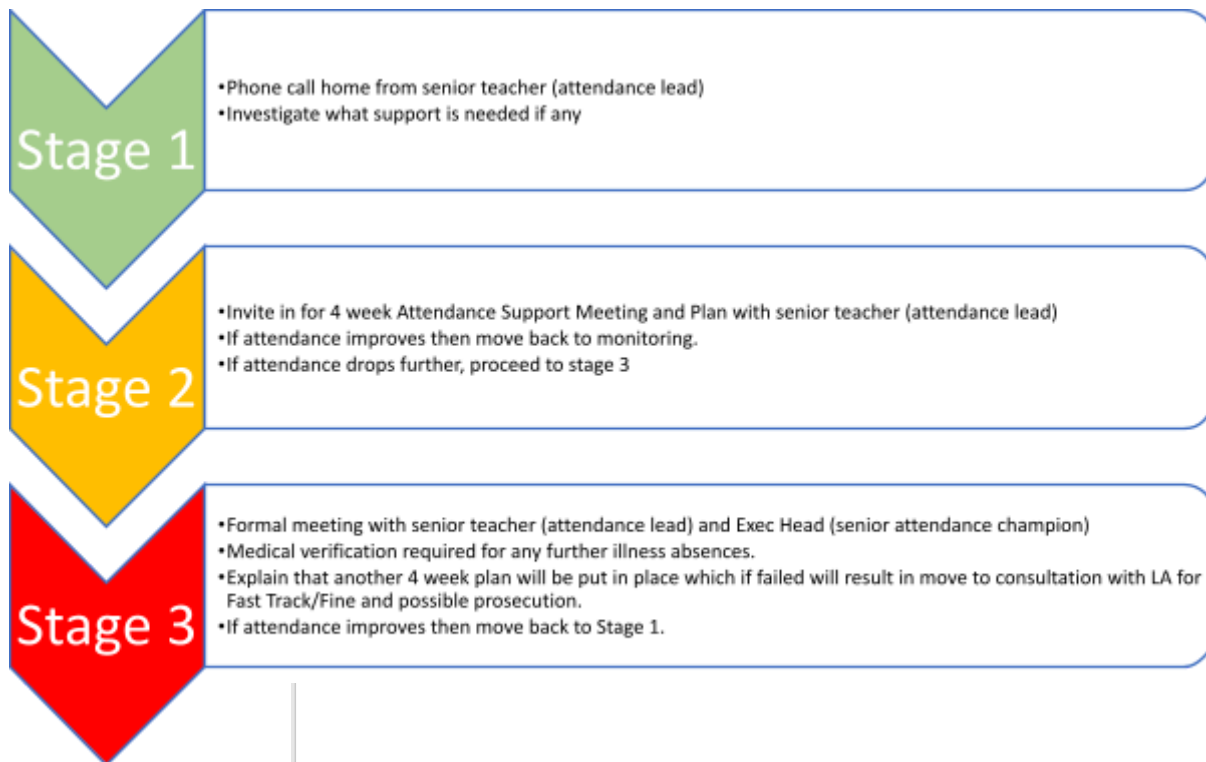 Stage 1
•Phone call home from senior teacher (attendance lead)
•Investigate what support is needed if any
Stage 2
•Invite in for 4 week Attendance Support Meeting and Plan with senior teacher (attendance lead)
•If attendance improves then move back to monitoring.
•If attendance drops further, proceed to stage 3
Stage 3
•Formal meeting with senior teacher (attendance lead) and Exec Head (senior attendance champion)
•Medical verification required for any further illness absences.
•Explain that another 4 week plan will be put in place which if failed will result in move to consultation with LA for
Fast Track/Fine and possible prosecution.
•If attendance improves then move back to Stage 1.